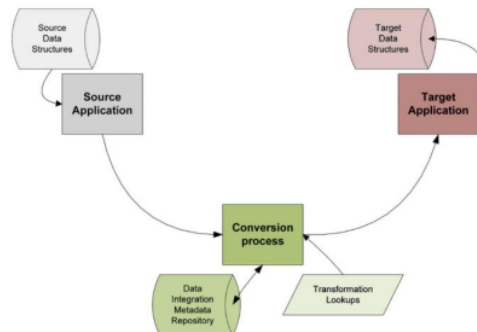 Source
Data
Structures
Target
Data
Structures
Source
Application
Target
Application
Conversion
process
Data
Integration
Metadata
Repository
Transformation
Lookups